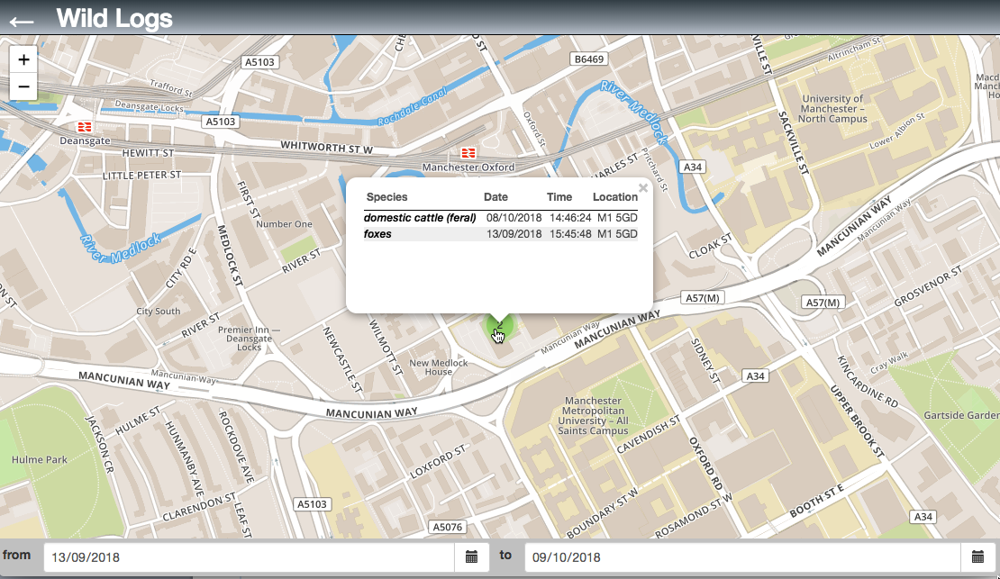 ← Wild Logs
+
−
A5103
B6469
Altrincham St
SACKVILLE ST
Trafford St
Deansgate Locks
Rochdale Canal
River Medlock
University of
Manchester –
North Campus
Lower Albion St
A5103
Deansgate
HEWITT ST
WHITWORTH ST W
Oxford St
Manchester Oxford
CHARLES ST
Pritchard St
A34
SACKVILLE ST
LITTLE PETER ST
Species Date Time Location ×
domestic cattle (feral) 08/10/2018 14:46:24 M1 5GD
foxes 13/09/2018 15:45:48 M1 5GD
FIRST ST
Number One
MEDLOCK ST
River Medlock
CITY RD E
RIVER ST
CLOAK ST
MANCUNIAN WAY
Mancunian Way
GROSVENOR ST
A57(M)
A57(M)
City South
RIVER ST
Premier Inn —
Deansgate
Locks
NEWCASTLE ST
WILMOTT ST
2
Mancunian Way
MANCUNIAN WAY
New Medlock
House
SIDNEY ST
A34
Cray Walk
KINCARDINE RD
MANCUNIAN WAY
Mancunian Way
MANCUNIAN WAY
UPPER BROOK ST
Manchester
Metropolitan
University – All
Saints Campus
CAVENDISH ST
Gartside Garden
HULME ST
JACKSON CR
HUNMANBY AVE
ROCKDOVE AVE
LOXFORD ST
OXFORD RD
Hulme Park
CLARENDON ST
LEAF ST
A5103
A5076
BOUNDARY ST W
ROSAMOND ST W
BOOTH ST E
A34
from 13/09/2018 to 09/10/2018